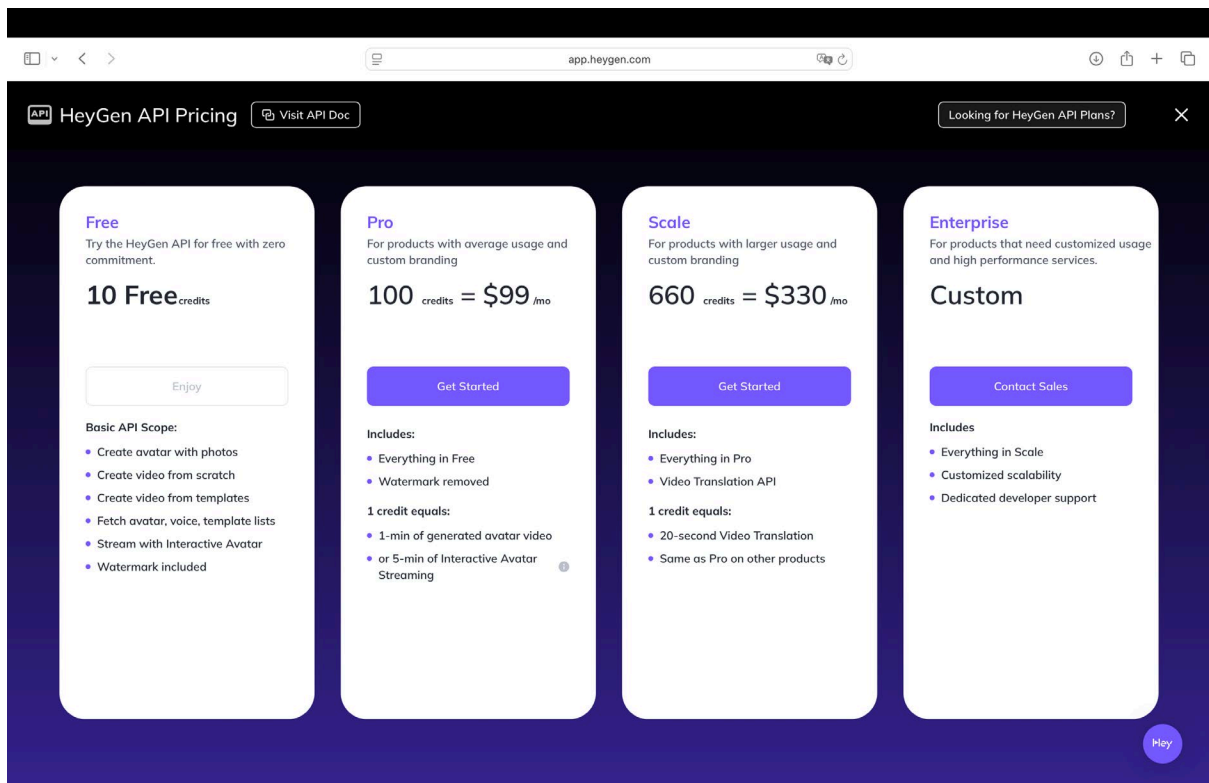 app.heygen.com
API
HeyGen API Pricing
Visit API Doc
Looking for HeyGen API Plans?
Free
Try the HeyGen API for free with zero
commitment.
10 Free credits
Enjoy
Basic API Scope:
Create avatar with photos
Create video from scratch
Create video from templates
Fetch avatar, voice, template lists
Stream with Interactive Avatar
Watermark included
Pro
For products with average usage and
custom branding
100 credits = $99 /mo
Get Started
Includes:
Everything in Free
Watermark removed
1 credit equals:
1-min of generated avatar video
or 5-min of Interactive Avatar
Streaming
Scale
For products with larger usage and
custom branding
660 credits = $330 /mo
Get Started
Includes:
Everything in Pro
Video Translation API
1 credit equals:
20-second Video Translation
Same as Pro on other products
Enterprise
For products that need customized usage
and high performance services.
Custom
Contact Sales
Includes
Everything in Scale
Customized scalability
Dedicated developer support
Hey